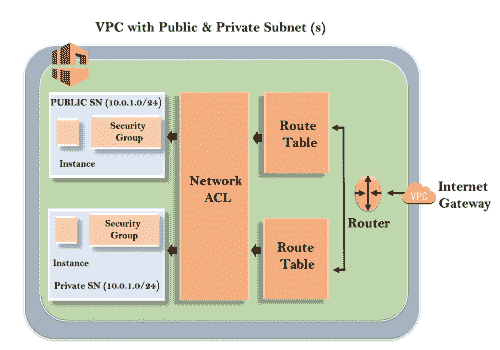 VPC with Public & Private Subnet (s)
PUBLIC SN (10.0.1.0/24)
Security
Group
Instance
Security
Group
Instance
Private SN (10.0.1.0/24)
Network
ACL
Route
Table
Route
Table
Router
VPC
Internet
Gateway